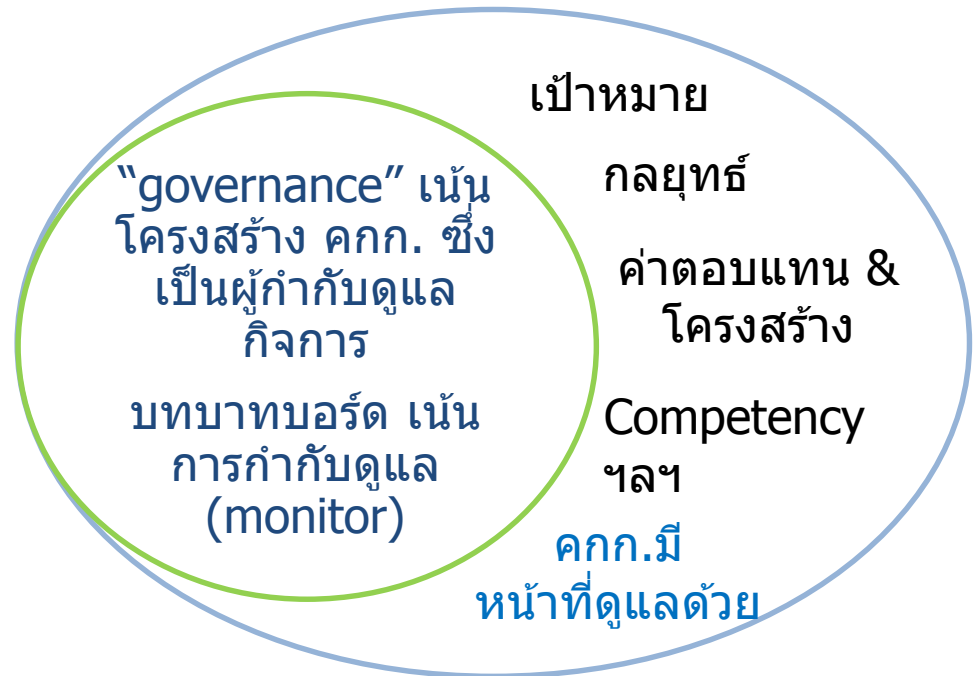 “governance” เน้น
โครงสร้าง คกก. ซึ่ง
เป็นผู้กำกับดูแล
กิจการ
บทบาทบอร์ด เน้น
การกำกับดูแล
(monitor)
เป้าหมาย
กลยุทธ์
ค่าตอบแทน &
โครงสร้าง
Competency
ฯลฯ
คกก.มี
หน้าที่ดูแลด้วย